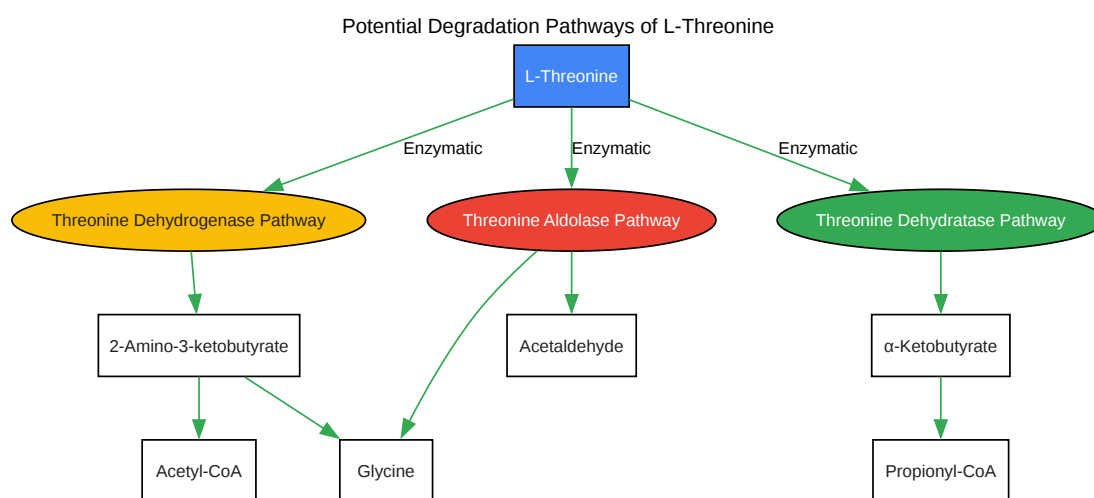 Potential Degradation Pathways of L-Threonine
L-Threonine
Enzymatic
Enzymatic
Enzymatic
Threonine Dehydrogenase Pathway
Threonine Aldolase Pathway
Threonine Dehydratase Pathway
2-Amino-3-ketobutyrate
Acetaldehyde
α-Ketobutyrate
Acetyl-CoA
Glycine
Propionyl-CoA